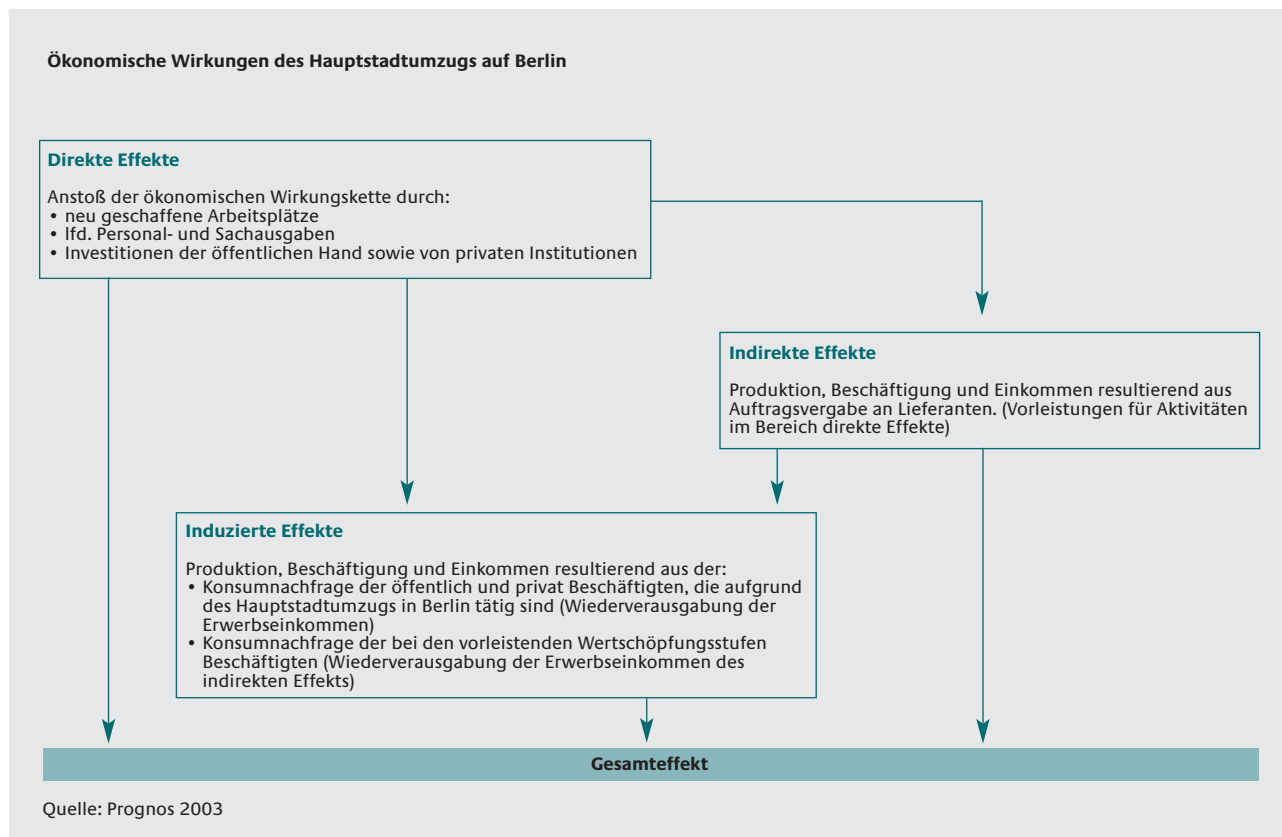 Ökonomische Wirkungen des Hauptstadtumzugs auf Berlin
Direkte Effekte
Anstoß der ökonomischen Wirkungskette durch:
• neu geschaffene Arbeitsplätze
• lfd. Personal- und Sachausgaben
• Investitionen der öffentlichen Hand sowie von privaten Institutionen
Indirekte Effekte
Produktion, Beschäftigung und Einkommen resultierend aus
Auftragsvergabe an Lieferanten. (Vorleistungen für Aktivitäten
im Bereich direkte Effekte)
Induzierte Effekte
Produktion, Beschäftigung und Einkommen resultierend aus der:
• Konsumnachfrage der öffentlich und privat Beschäftigten, die aufgrund
des Hauptstadtumzugs in Berlin tätig sind (Wiederverausgabung der
Erwerbseinkommen)
• Konsumnachfrage der bei den vorleistenden Wertschöpfungsstufen
Beschäftigten (Wiederverausgabung der Erwerbseinkommen des
indirekten Effekts)
Gesamteffekt
Quelle: Prognos 2003